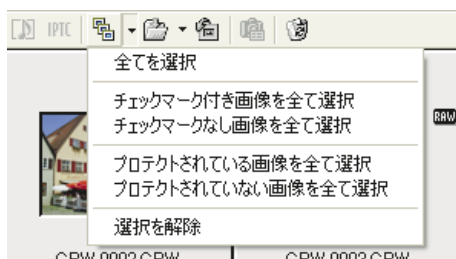 IPTC
全てを選択
チェックマーク付き画像を全て選択
チェックマークなし画像を全て選択
RAW
プロテクトされている画像を全て選択
プロテクトされていない画像を全て選択
選択を解除
CRW_0002.CRW CRW_0003.CRW